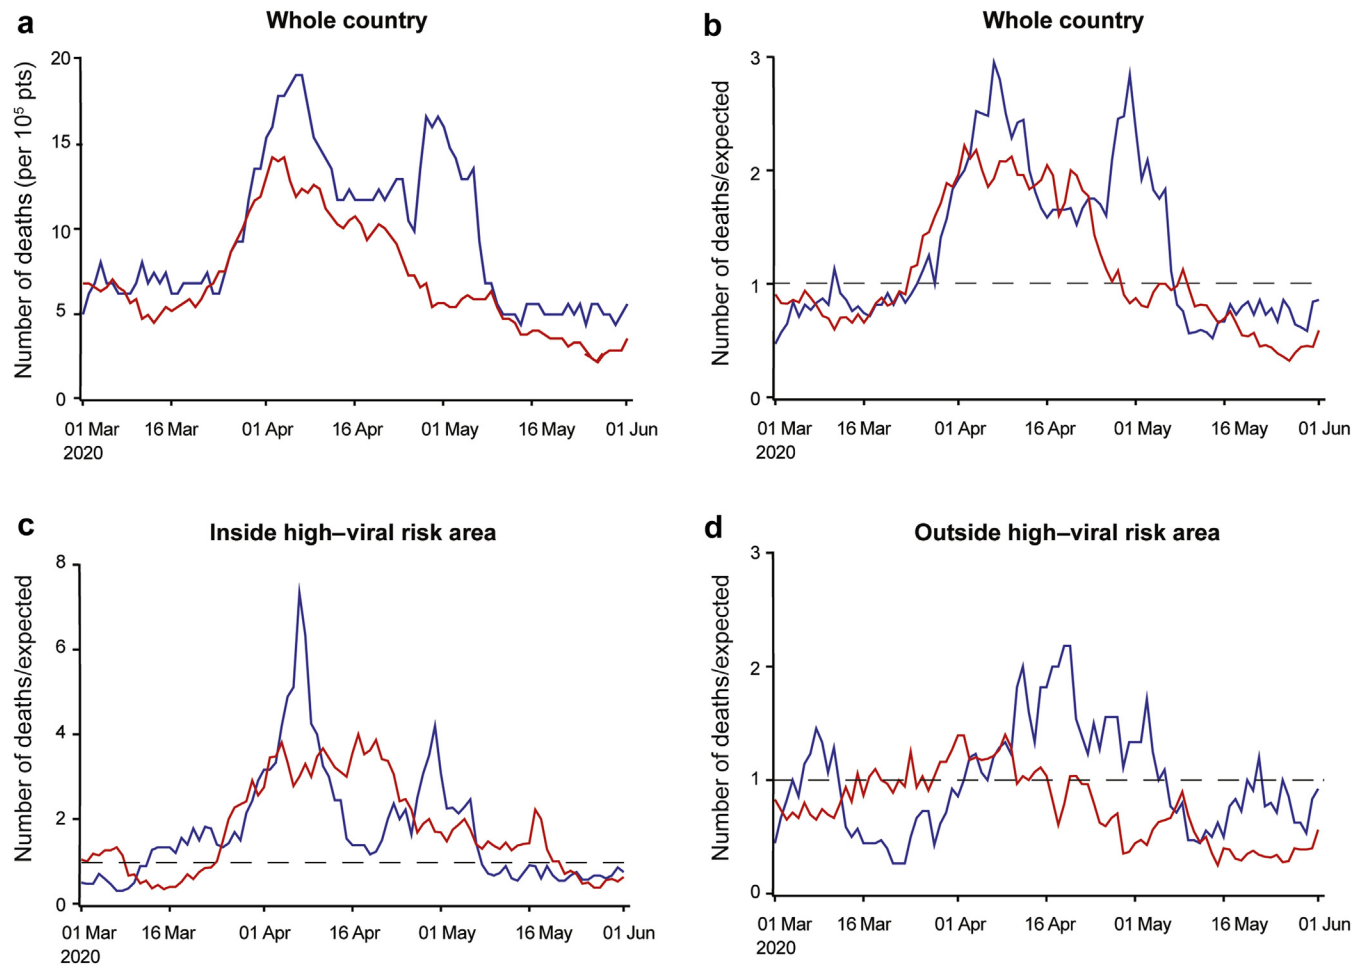 a
Whole country
Number of deaths (per 10⁵ pts)
20
15
10
5
0
01 Mar 16 Mar 01 Apr 16 Apr 01 May 16 May 01 Jun
2020
b
Whole country
Number of deaths/expected
3
2
1
0
01 Mar 16 Mar 01 Apr 16 Apr 01 May 16 May 01 Jun
2020
c
Inside high–viral risk area
Number of deaths/expected
8
6
4
2
0
01 Mar 16 Mar 01 Apr 16 Apr 01 May 16 May 01 Jun
2020
d
Outside high–viral risk area
Number of deaths/expected
3
2
1
0
01 Mar 16 Mar 01 Apr 16 Apr 01 May 16 May 01 Jun
2020